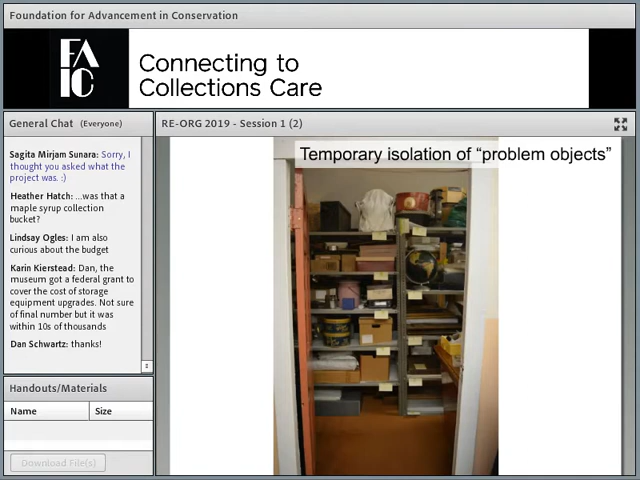 Foundation for Advancement in Conservation
FA
IC
Connecting to
Collections Care
General Chat (Everyone)
Sagita Mirjam Sunara: Sorry, I
thought you asked what the
project was. :)
Heather Hatch: ...was that a
maple syrup collection
bucket?
Lindsay Ogles: I am also
curious about the budget
Karin Kierstead: Dan, the
museum got a federal grant to
cover the cost of storage
equipment upgrades. Not sure
of final number but it was
within 10s of thousands
Dan Schwartz: thanks!
Handouts/Materials
Name Size
Download File(s)
RE-ORG 2019 - Session 1 (2)
Temporary isolation of “problem objects”